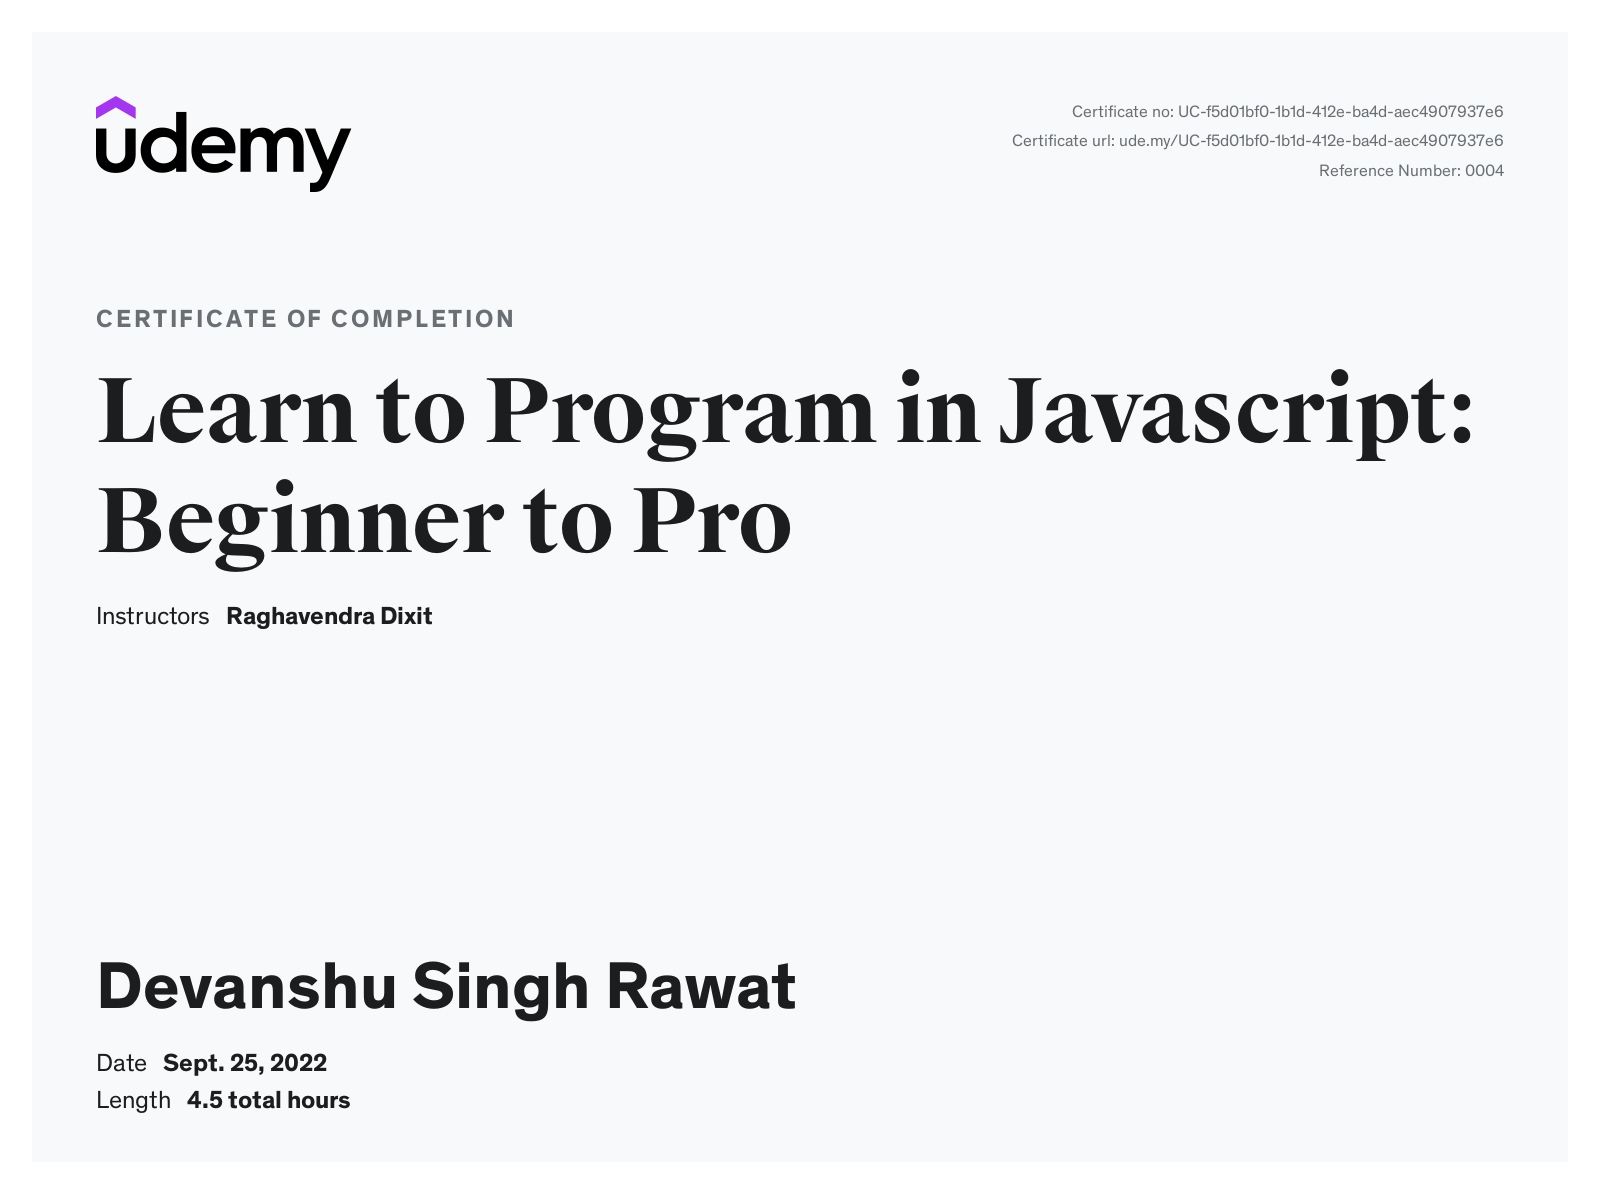 udemy
Certificate no: UC-f5d01bf0-1b1d-412e-ba4d-aec4907937e6
Certificate url: ude.my/UC-f5d01bf0-1b1d-412e-ba4d-aec4907937e6
Reference Number: 0004
CERTIFICATE OF COMPLETION
Learn to Program in Javascript:
Beginner to Pro
Instructors Raghavendra Dixit
Devanshu Singh Rawat
Date Sept. 25, 2022
Length 4.5 total hours